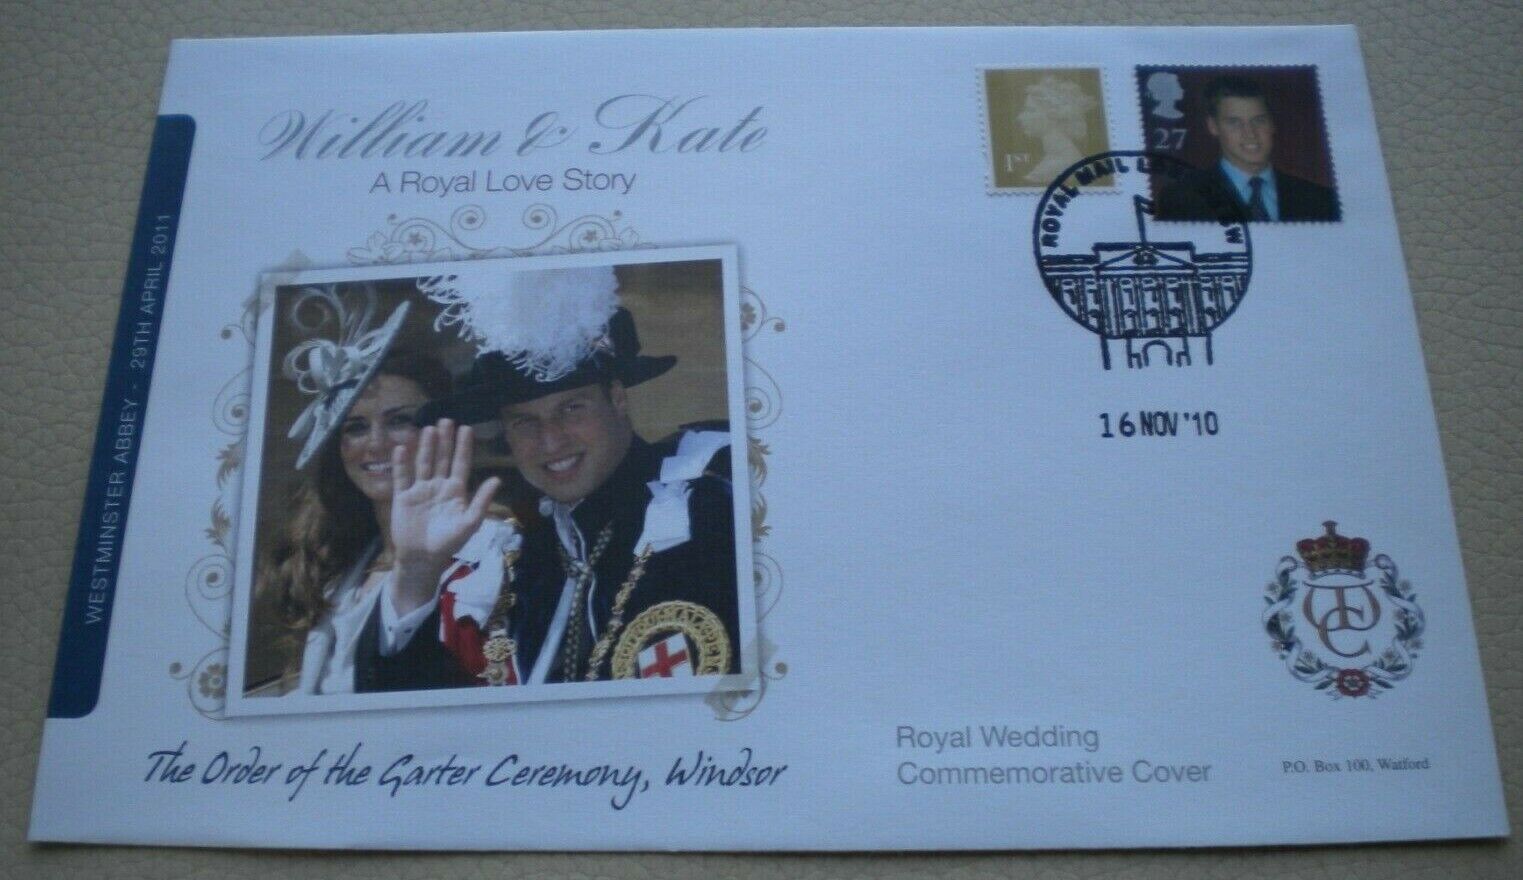 William & Kate
A Royal Love Story
WESTMINSTER ABBEY · 29TH APRIL 2011
1ST
27
ROYAL MAIL
16 NOV '10
The Order of the Garter Ceremony, Windsor
Royal Wedding
Commemorative Cover
P.O. Box 100, Watford